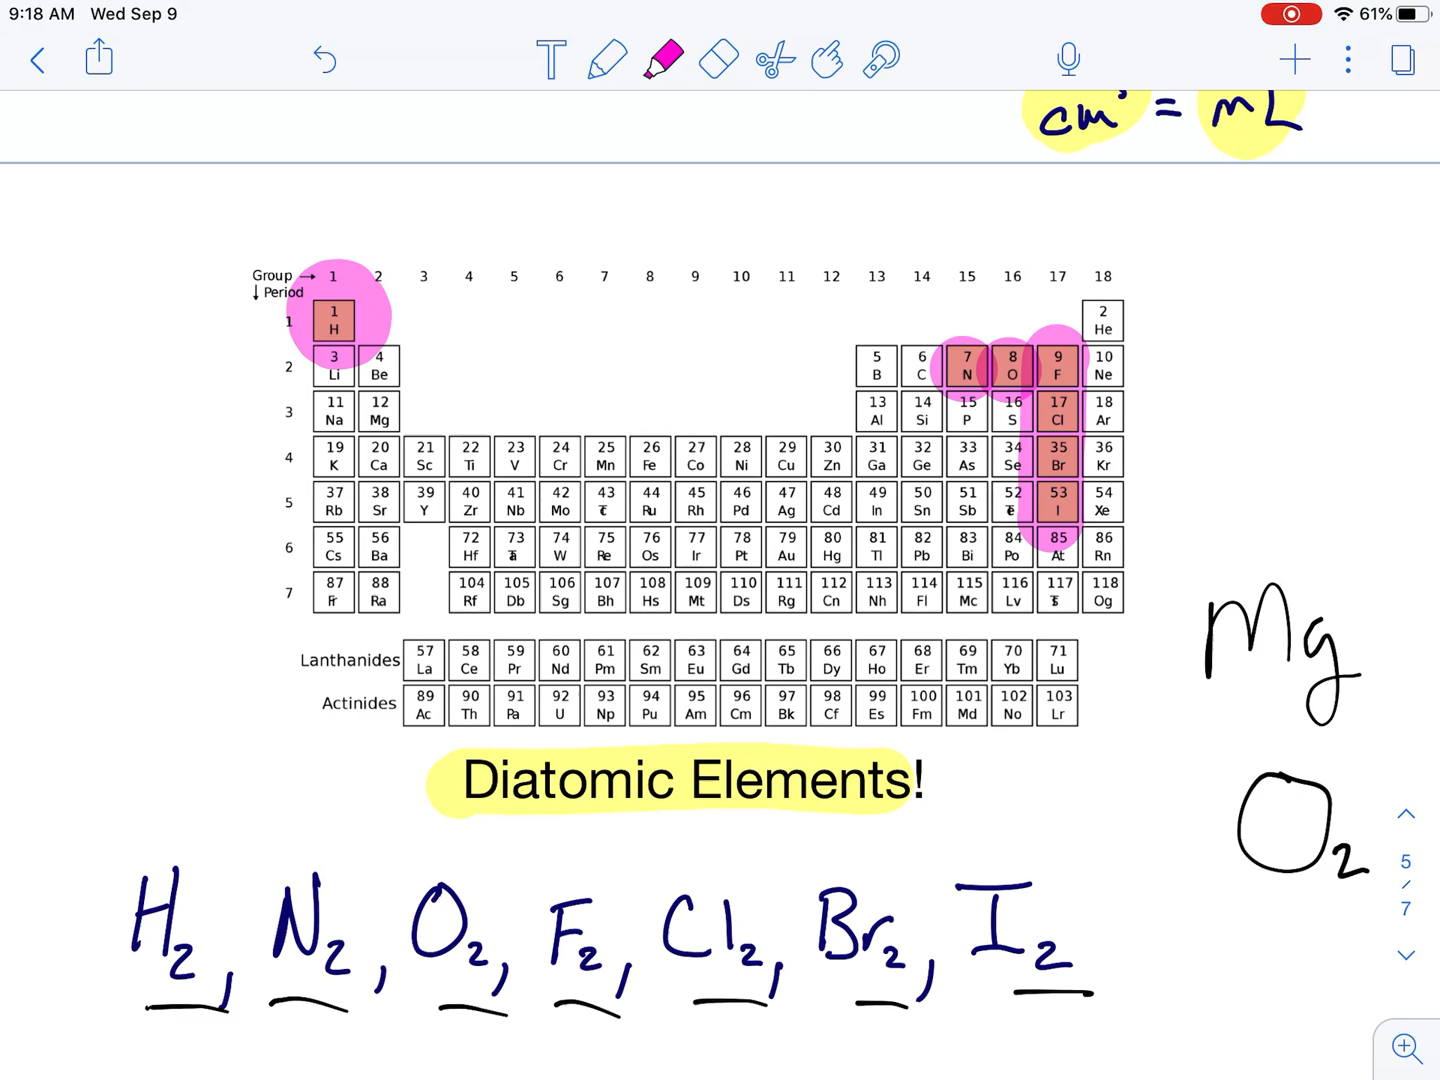 9:18 AM Wed Sep 9 61%
T
cm³ = mL
Group → 1 2 3 4 5 6 7 8 9 10 11 12 13 14 15 16 17 18
↓ Period
1 1 2
H He
2 3 4 5 6 7 8 9 10
Li Be B C N O F Ne
3 11 12 13 14 15 16 17 18
Na Mg Al Si P S Cl Ar
4 19 20 21 22 23 24 25 26 27 28 29 30 31 32 33 34 35 36
K Ca Sc Ti V Cr Mn Fe Co Ni Cu Zn Ga Ge As Se Br Kr
5 37 38 39 40 41 42 43 44 45 46 47 48 49 50 51 52 53 54
Rb Sr Y Zr Nb Mo Tc Ru Rh Pd Ag Cd In Sn Sb Te I Xe
6 55 56 72 73 74 75 76 77 78 79 80 81 82 83 84 85 86
Cs Ba Hf Ta W Re Os Ir Pt Au Hg Tl Pb Bi Po At Rn
7 87 88 104 105 106 107 108 109 110 111 112 113 114 115 116 117 118
Fr Ra Rf Db Sg Bh Hs Mt Ds Rg Cn Nh Fl Mc Lv Ts Og
Lanthanides 57 58 59 60 61 62 63 64 65 66 67 68 69 70 71
La Ce Pr Nd Pm Sm Eu Gd Tb Dy Ho Er Tm Yb Lu
Actinides 89 90 91 92 93 94 95 96 97 98 99 100 101 102 103
Ac Th Pa U Np Pu Am Cm Bk Cf Es Fm Md No Lr
Mg
Diatomic Elements!
O₂
H₂, N₂, O₂, F₂, Cl₂, Br₂, I₂
5
/
7